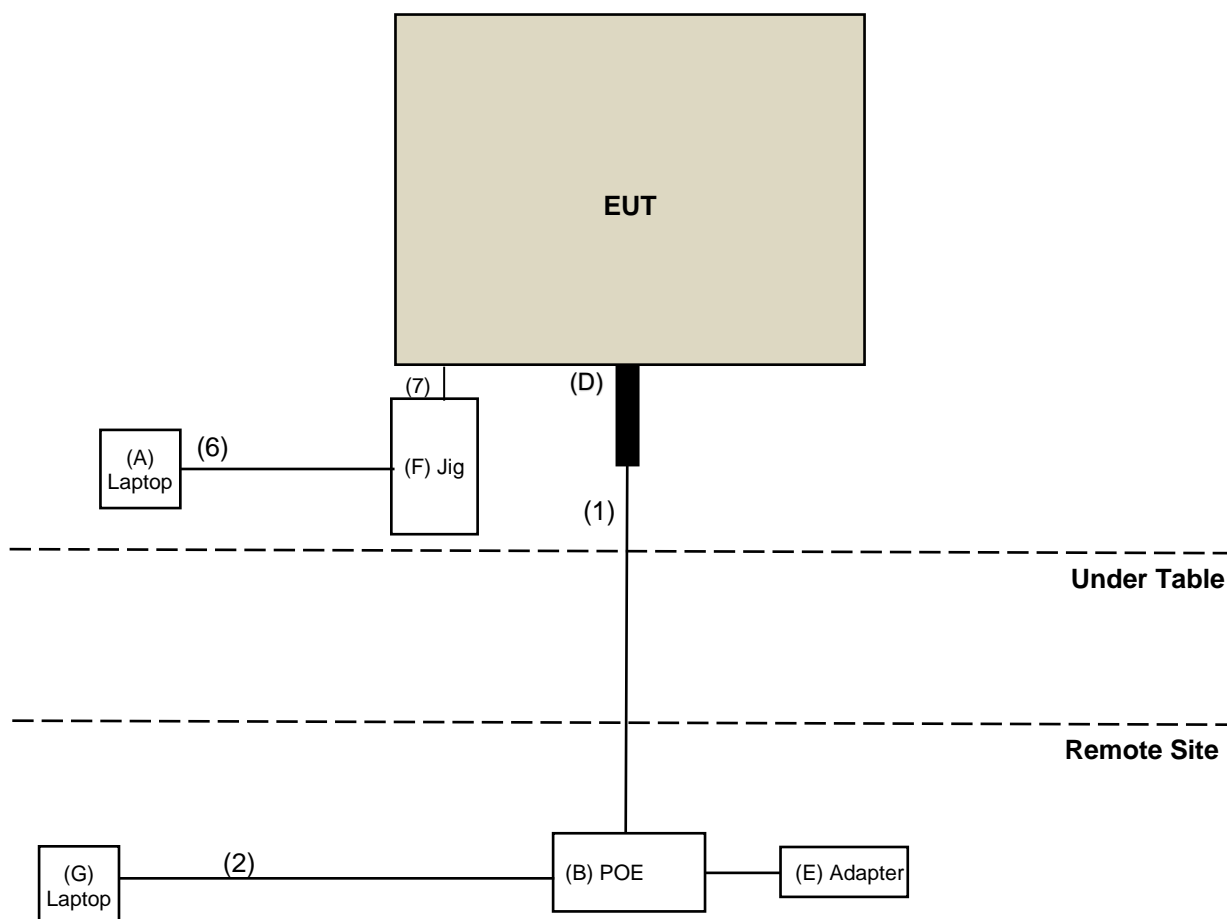 EUT
(7)
(D)
(A)
Laptop
(6)
(F) Jig
(1)
Under Table
Remote Site
(G)
Laptop
(2)
(B) POE
(E) Adapter